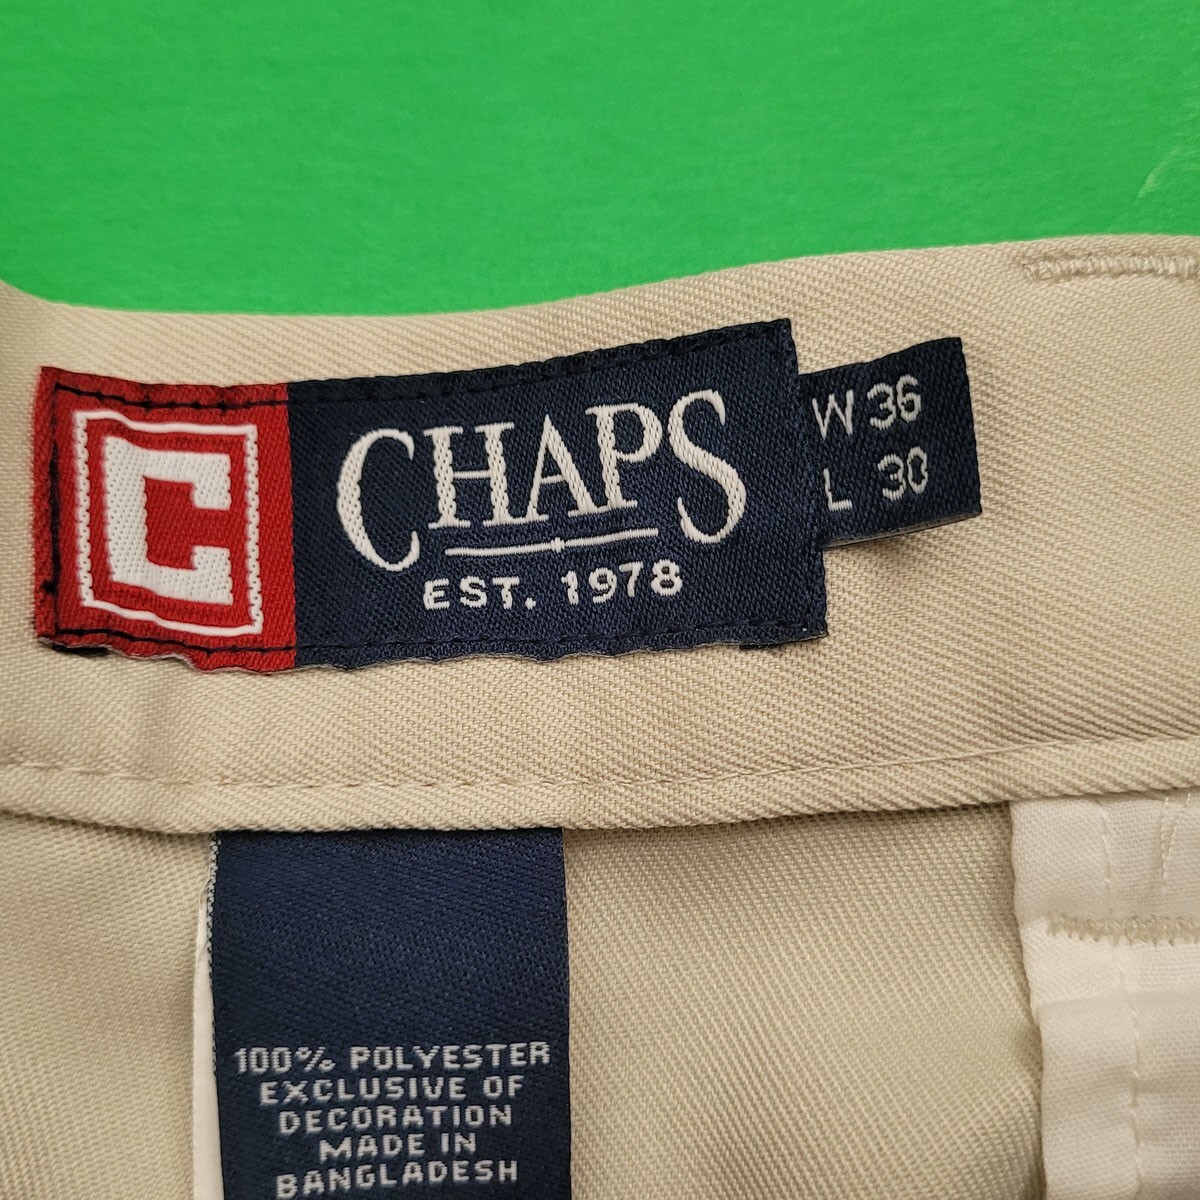 C CHAPS
EST. 1978
W 36
L 30
100% POLYESTER
EXCLUSIVE OF
DECORATION
MADE IN
BANGLADESH